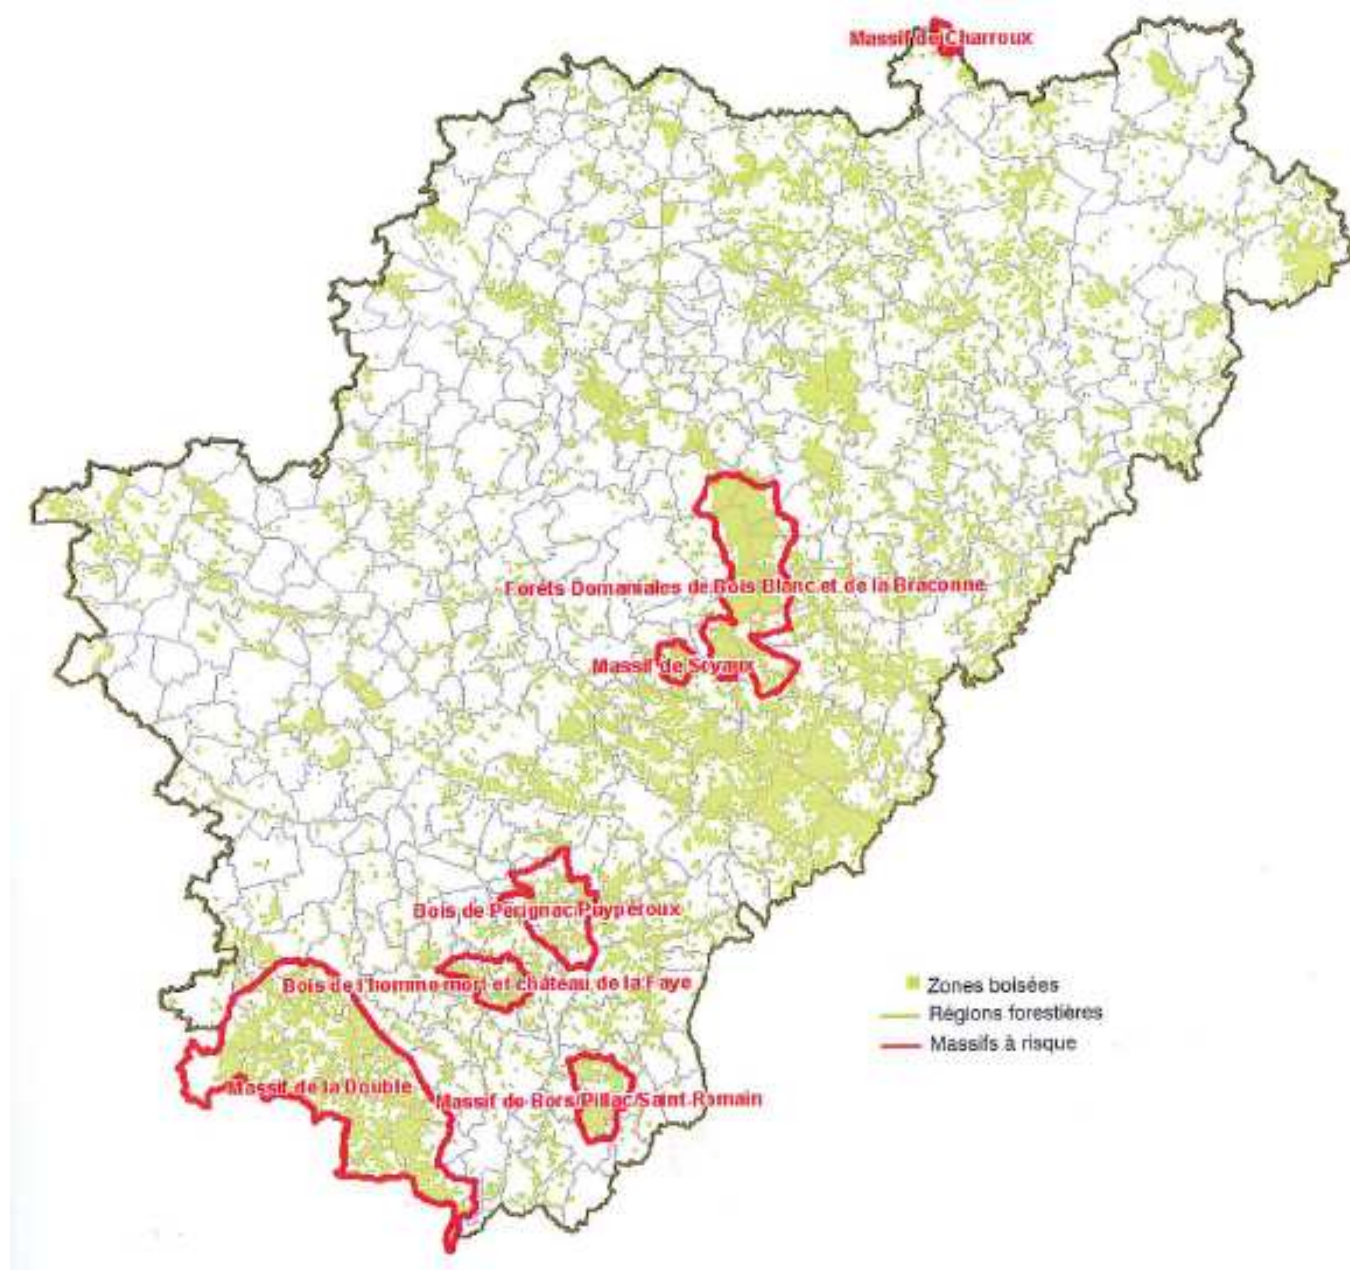 Massif de Charroux
Forêts Domaniales de Bois Blanc et de la Braconne
Massif de Soyaux
Bois de Pérignac/Puypéroux
Bois de l'homme mort et château de la Faye
Zones boisées
Régions forestières
Massifs à risque
Massif de la Double
Massif de Bors/Pillac/Saint-Romain